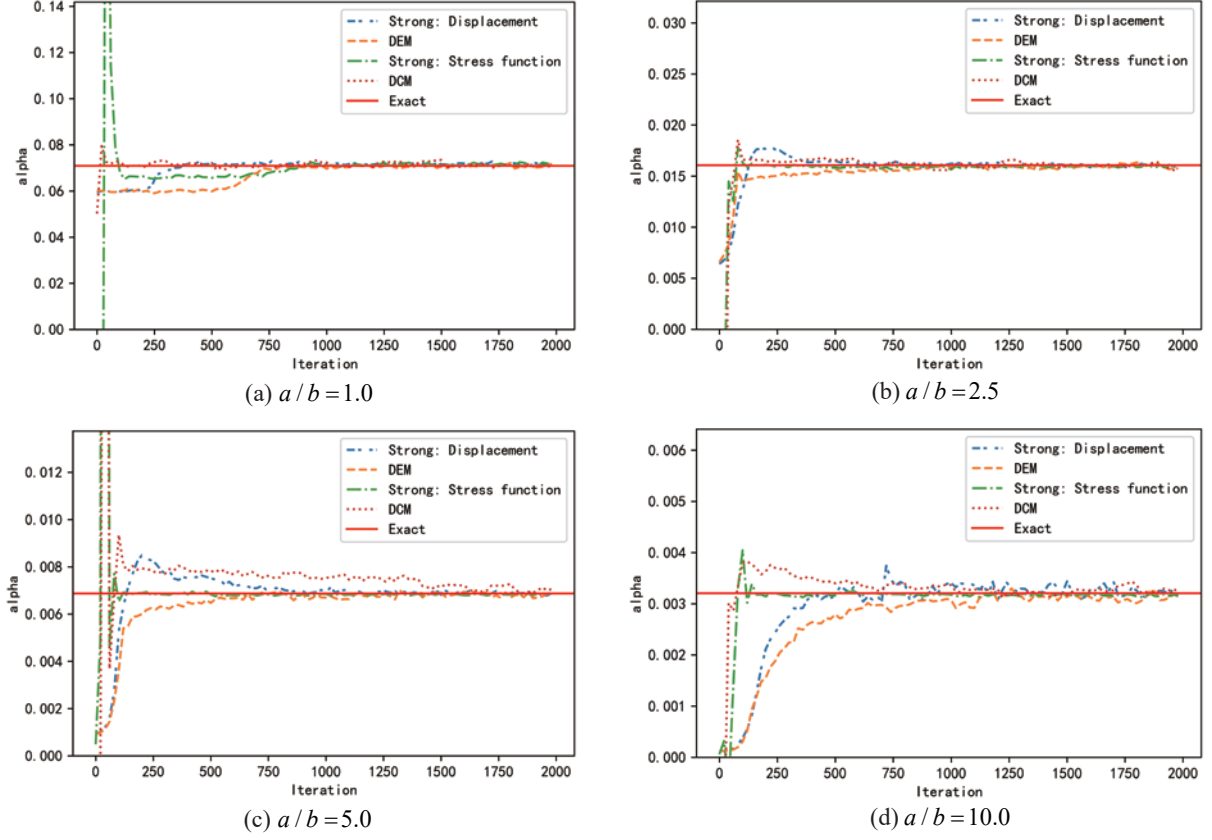 0.14
0.12
0.10
0.08
0.06
0.04
0.02
0.00
alpha
Strong: Displacement
DEM
Strong: Stress function
DCM
Exact
0 250 500 750 1000 1250 1500 1750 2000
Iteration
(a) a/b=1.0
0.030
0.025
0.020
0.015
0.010
0.005
0.000
alpha
Strong: Displacement
DEM
Strong: Stress function
DCM
Exact
0 250 500 750 1000 1250 1500 1750 2000
Iteration
(b) a/b=2.5
0.012
0.010
0.008
0.006
0.004
0.002
0.000
alpha
Strong: Displacement
DEM
Strong: Stress function
DCM
Exact
0 250 500 750 1000 1250 1500 1750 2000
Iteration
(c) a/b=5.0
0.006
0.005
0.004
0.003
0.002
0.001
0.000
alpha
Strong: Displacement
DEM
Strong: Stress function
DCM
Exact
0 250 500 750 1000 1250 1500 1750 2000
Iteration
(d) a/b=10.0